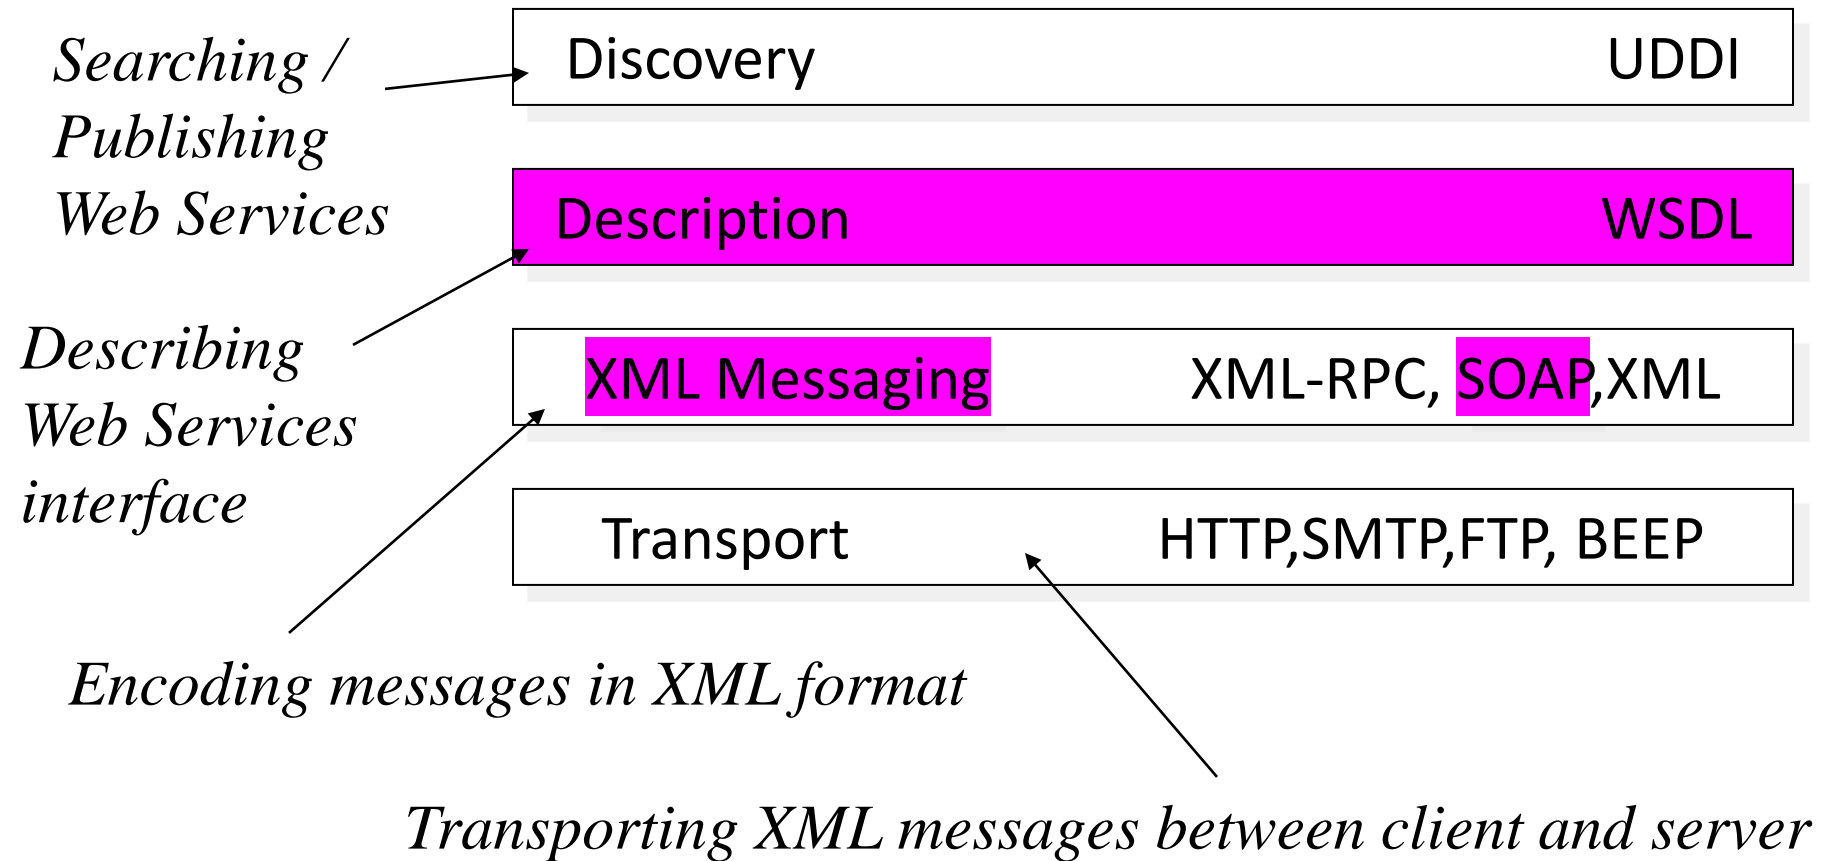 Searching /
Publishing
Web Services
Discovery UDDI
Description WSDL
Describing
Web Services
interface
XML Messaging XML-RPC, SOAP,XML
Transport HTTP,SMTP,FTP, BEEP
Encoding messages in XML format
Transporting XML messages between client and server